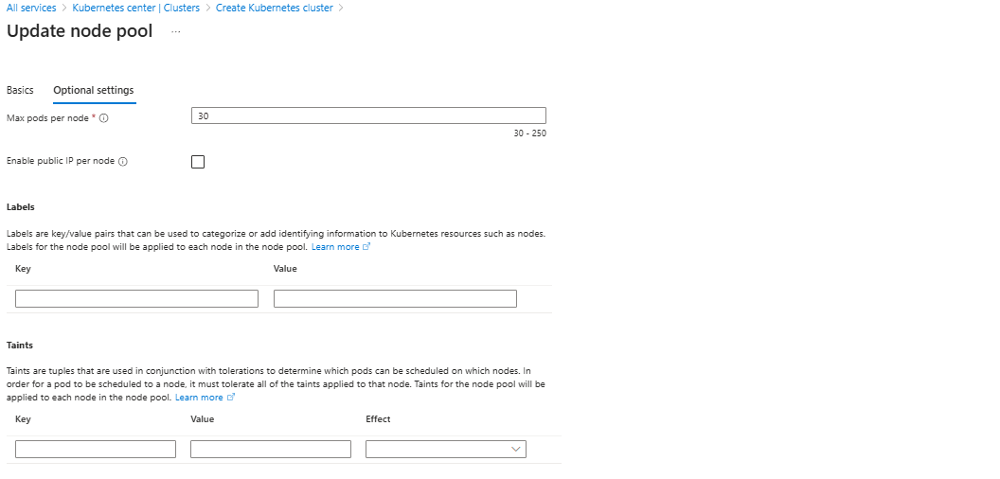 All services > Kubernetes center | Clusters > Create Kubernetes cluster >
Update node pool ...
Basics Optional settings
Max pods per node * 30
30 - 250
Enable public IP per node
Labels
Labels are key/value pairs that can be used to categorize or add identifying information to Kubernetes resources such as nodes.
Labels for the node pool will be applied to each node in the node pool. Learn more
Key Value
Taints
Taints are tuples that are used in conjunction with tolerations to determine which pods can be scheduled on which nodes. In
order for a pod to be scheduled to a node, it must tolerate all of the taints applied to that node. Taints for the node pool will be
applied to each node in the node pool. Learn more
Key Value Effect